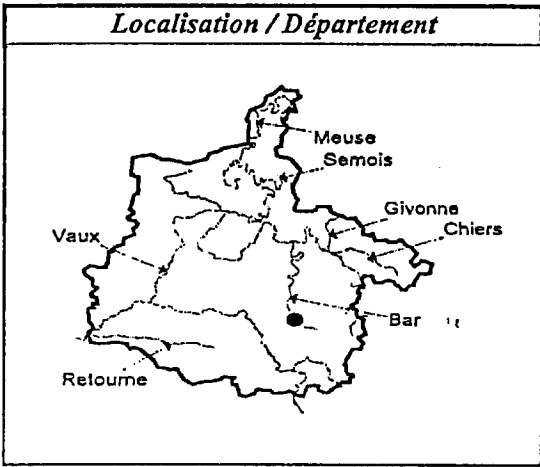 Localisation / Département
Meuse
Semois
Givonne
Chiers
Vaux
Bar
Retourne